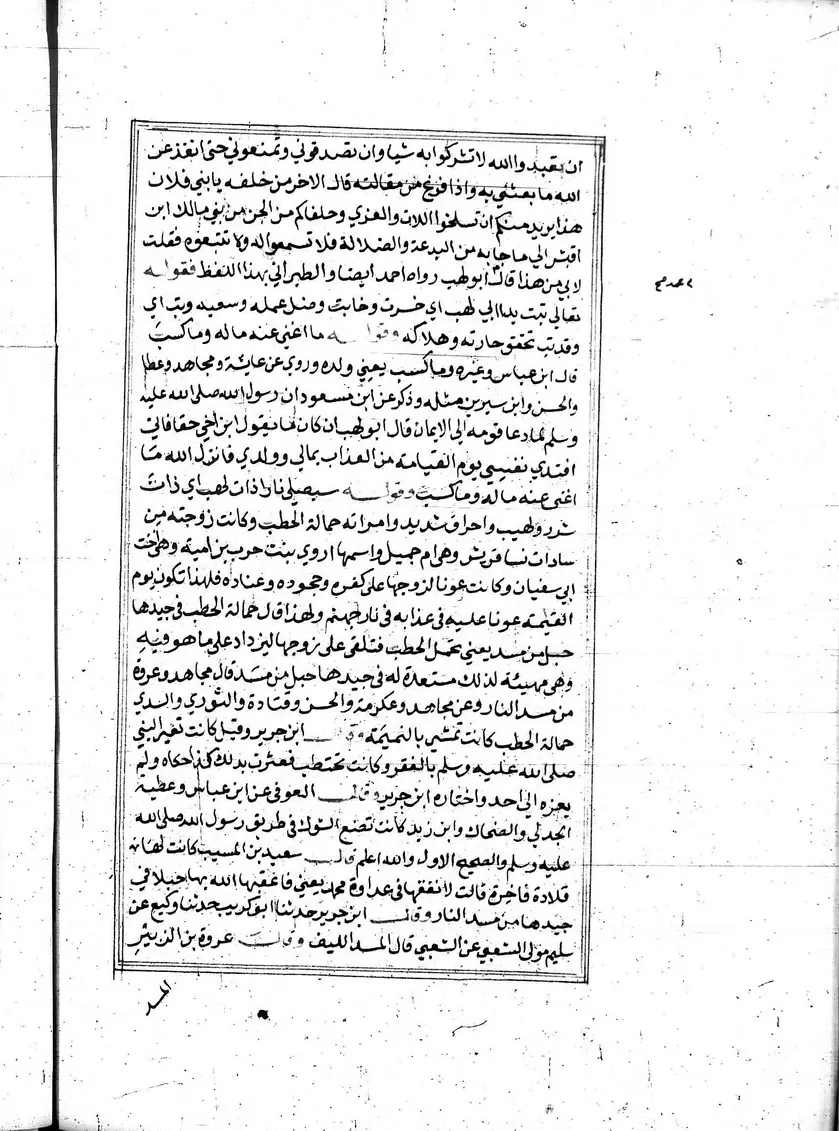 ان تعبدوا الله لا تشركوا به شيا وان تصدقوني وتمنعوني حتى انفذ عن
الله ما بعثني به واذا فرغ من مقالته قال الاخر من خلفه يا بني فلان
هذا يريد منكم ان تسلخوا اللات والعزي وحلفاكم من الجن من بني مالك ابن
اقيش الي ما جا به من البدعة والضلالة فلا تسمعوا له ولا تتبعوه فقلت
لابي من هذا قال ابو لهب رواه احمد ايضا والطبراني بهذا اللفظ فقوله
تعالي تبت يدا ابي لهب اي خسرت وخابت وضل عمله وسعيه وتب اي
وقد تب تحقق خسارته وهلاكه وقوله ما اغني عنه ماله وما كسب
قال ابن عباس وغيره وما كسب يعني ولده وروي عن عايشة ومجاهد وعطا
والحسن وابن سيرين مثله وذكر عن ابن مسعود ان رسول الله صلى الله عليه
وسلم لما دعا قومه الي الايمان قال ابو لهب ان كان ما يقول ابن اخي حقا فاني
افتدي نفسي يوم القيامة من العذاب بمالي وولدي فانزل الله ما
اغنى عنه ماله وما كسب وقوله سيصلى نارا ذات لهب اي ذات
شرر ولهيب واحراق شديد وامراته حمالة الحطب وكانت زوجته من
سادات نسا قريش وهي ام جميل واسمها اروي بنت حرب بن امية وهي اخت
ابي سفيان وكانت عونا لزوجها على كفره وجحوده وعناده فلهذا تكون يوم
القيمة عونا عليه في عذابه في نار جهنم ولهذا قال حمالة الحطب في جيدها
حبل من مسد يعني تحمل الحطب فتلقى على زوجها ليزداد على ما هو فيه
وهي مهيئة لذلك مستعدة له في جيدها حبل من مسد قال مجاهد وعروة
من مسد النار وعن مجاهد وعكرمة والحسن وقتادة والثوري والسدي
حمالة الحطب كانت تمشي بالنميمة وقال ابن جرير وقيل كانت تعير النبي
صلى الله عليه وسلم بالفقر وكانت تحتطب فعيرت بذلك كذا حكاه ولم
يعزه الى احد واختاره ابن جرير وقال العوفي عن ابن عباس وعطية
الجدلي والضحاك وابن زيد كانت تضع الشوك في طريق رسول الله صلى الله
عليه وسلم والصحيح الاول والله اعلم قال سعيد بن المسيب كانت لها
قلادة فاخرة قالت لانفقنها في عداوة محمد يعني فاعقبها الله بها حبلا في
جيدها من مسد النار وقال ابن جرير حدثنا ابو كريب حدثنا وكيع عن
سليم مولى الشعبي عن الشعبي قال المسد الليف وقال عروة بن الزبير
المسد